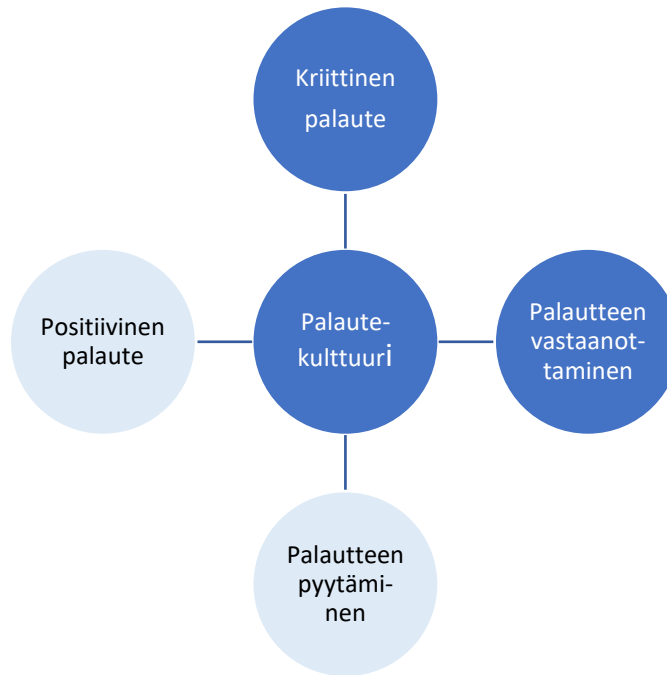 Kriittinen
palaute
Positiivinen
palaute
Palaute-
kulttuuri
Palautteen
vastaanot-
taminen
Palautteen
pyytämi-
nen